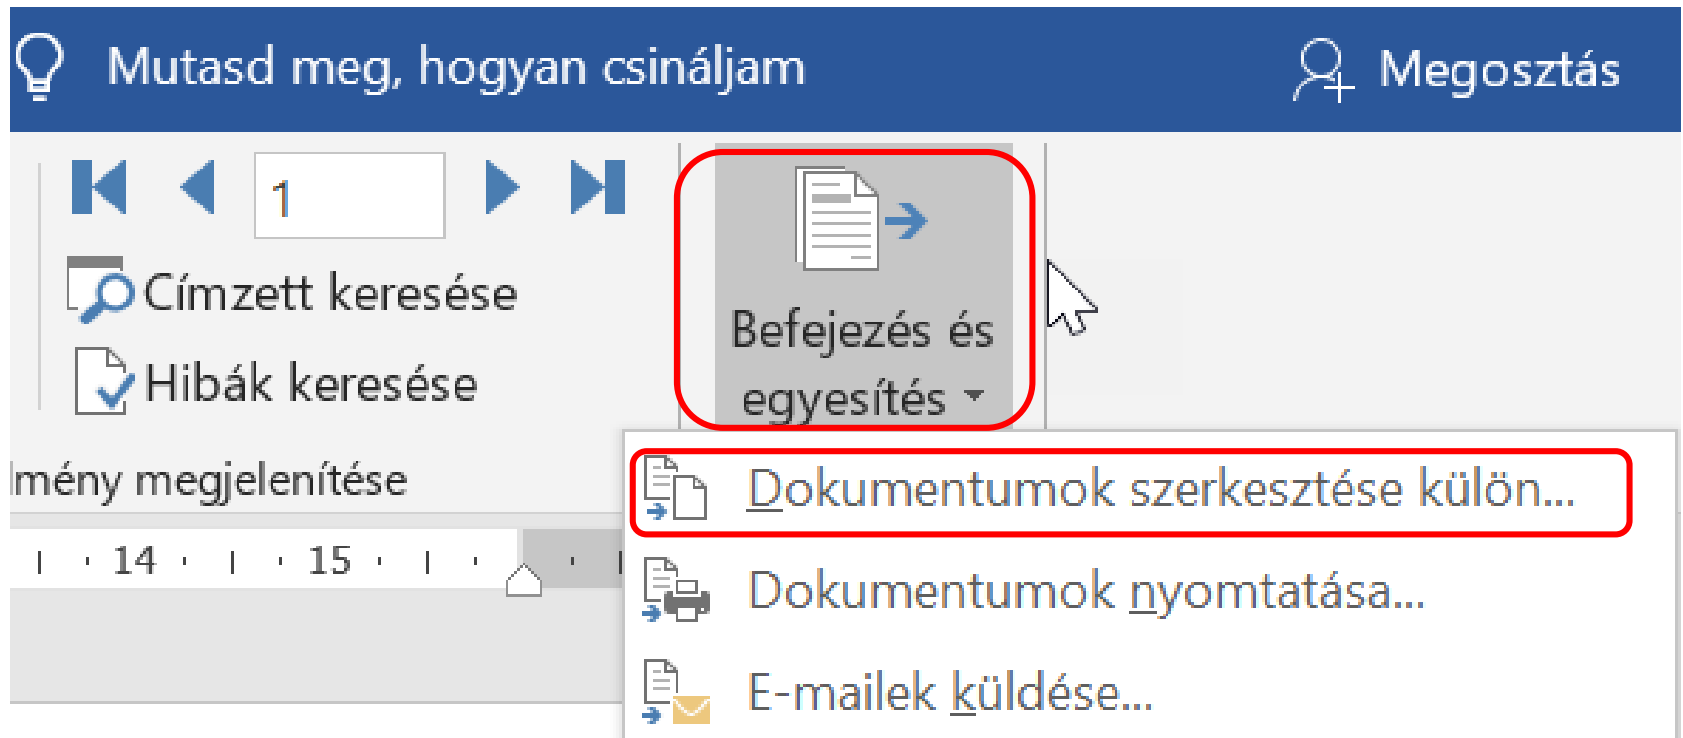 Mutasd meg, hogyan csináljam
Megosztás
1
Címzett keresése
Hibák keresése
mény megjelenítése
Befejezés és
egyesítés
14 15
Dokumentumok szerkesztése külön...
Dokumentumok nyomtatása...
E-mailek küldése...